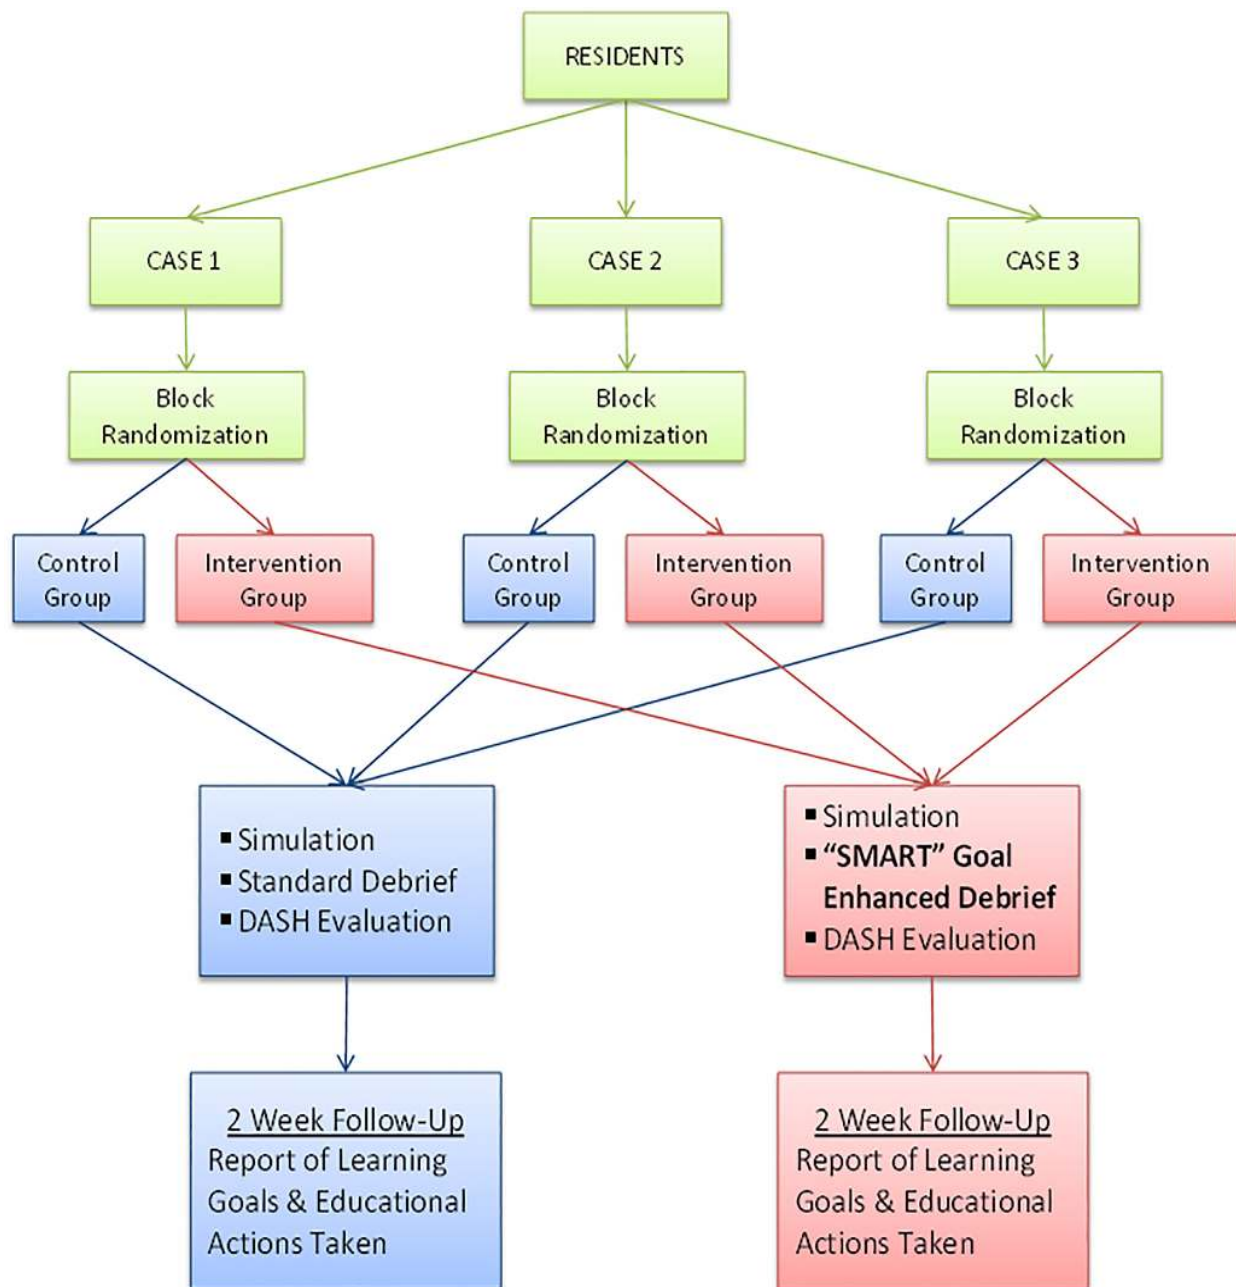 RESIDENTS
CASE 1
CASE 2
CASE 3
Block
Randomization
Block
Randomization
Block
Randomization
Control
Group
Intervention
Group
Control
Group
Intervention
Group
Control
Group
Intervention
Group
▪ Simulation
▪ Standard Debrief
▪ DASH Evaluation
▪ Simulation
▪ “SMART” Goal
Enhanced Debrief
▪ DASH Evaluation
2 Week Follow-Up
Report of Learning
Goals & Educational
Actions Taken
2 Week Follow-Up
Report of Learning
Goals & Educational
Actions Taken